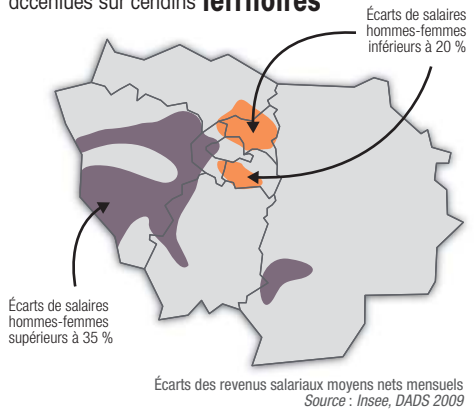 accentués sur certains Territoires
Écarts de salaires
hommes-femmes
inférieurs à 20 %
Écarts de salaires
hommes-femmes
supérieurs à 35 %
Écarts des revenus salariaux moyens nets mensuels
Source : Insee, DADS 2009